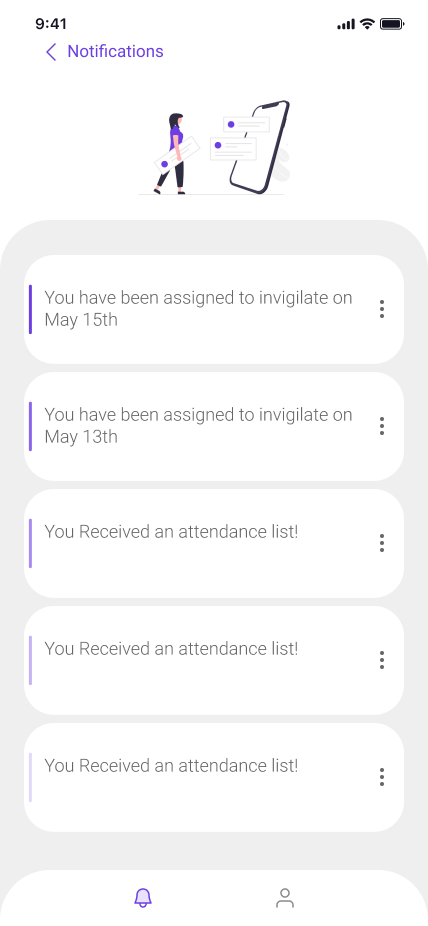 9:41
Notifications
You have been assigned to invigilate on
May 15th
You have been assigned to invigilate on
May 13th
You Received an attendance list!
You Received an attendance list!
You Received an attendance list!